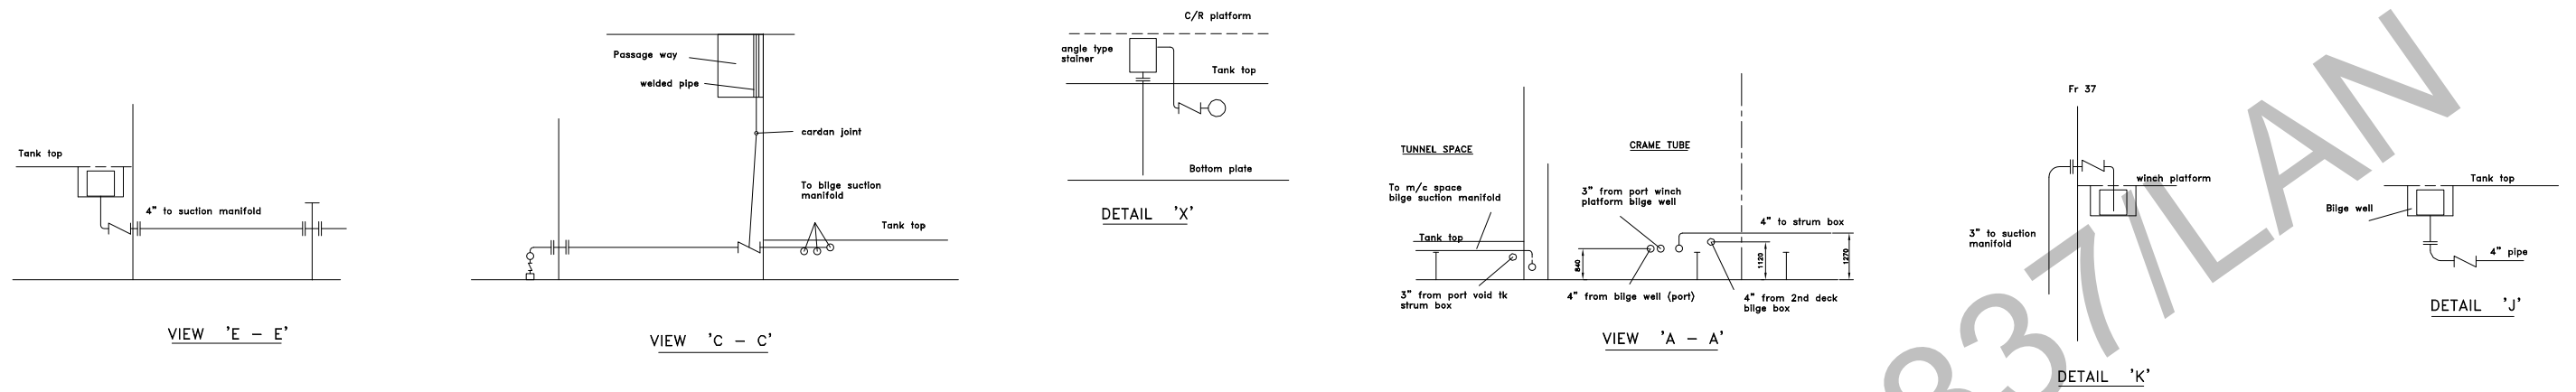 Tank top
4" to suction manifold
VIEW 'E - E'
Passage way
welded pipe
cardan joint
To bilge suction
manifold
Tank top
VIEW 'C - C'
C/R platform
angle type
stainer
Tank top
Bottom plate
DETAIL 'X'
TUNNEL SPACE
CRAME TUBE
To m/c space
bilge suction manifold
3" from port winch
platform bilge well
4" to strum box
Tank top
840
1120
1270
3" from port void tk
strum box
4" from bilge well (port)
4" from 2nd deck
bilge box
VIEW 'A - A'
Fr 37
winch platform
3" to suction
manifold
DETAIL 'K'
Tank top
Bilge well
4" pipe
DETAIL 'J'
837/LAN